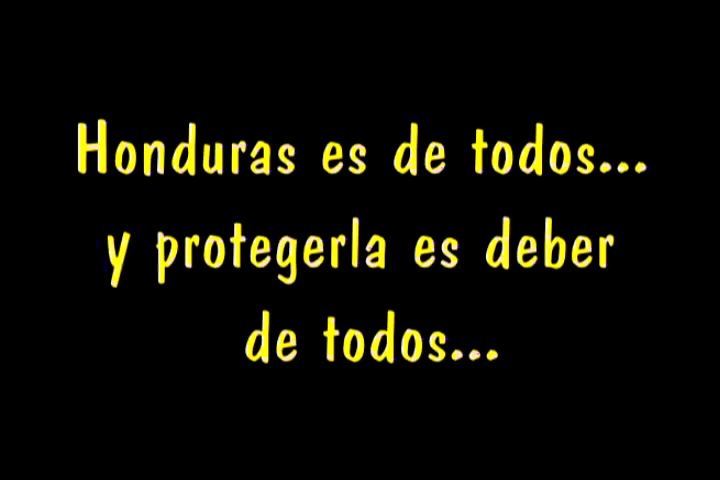 Honduras es de todos...
y protegerla es deber
de todos...